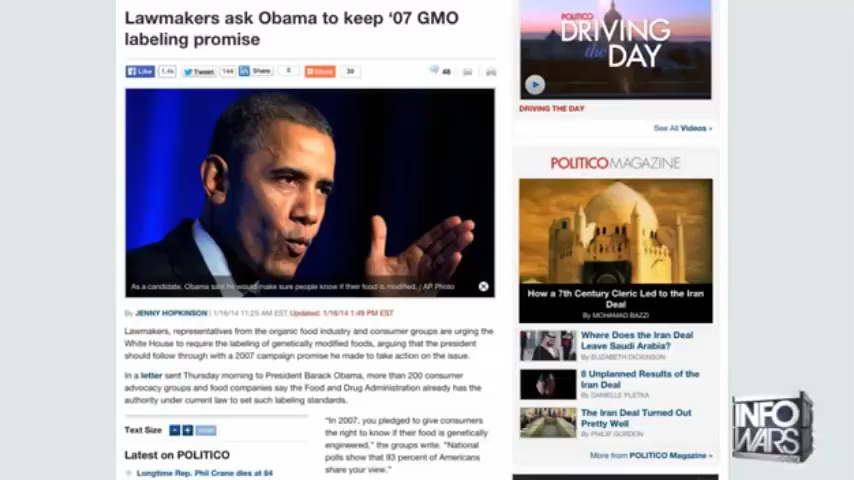 Lawmakers ask Obama to keep ‘07 GMO
labeling promise
Like
1.4k
Tweet
144
Share
0
Share
30
48
As a candidate, Obama said he would make sure people know if their food is modified. | AP Photo
By JENNY HOPKINSON | 1/16/14 11:25 AM EST Updated: 1/16/14 1:49 PM EST
Lawmakers, representatives from the organic food industry and consumer groups are urging the
White House to require the labeling of genetically modified foods, arguing that the president
should follow through with a 2007 campaign promise he made to take action on the issue.
In a letter sent Thursday morning to President Barack Obama, more than 200 consumer
advocacy groups and food companies say the Food and Drug Administration already has the
authority under current law to set such labeling standards.
Text Size
- +
Latest on POLITICO
Longtime Rep. Phil Crane dies at 84
“In 2007, you pledged to give consumers
the right to know if their food is genetically
engineered,” the groups write. “National
polls show that 93 percent of Americans
share your view.”
POLITICO
DRIVING
the DAY
DRIVING THE DAY
See All Videos »
POLITICO MAGAZINE
How a 7th Century Cleric Led to the Iran
Deal
By MOHAMAD BAZZI
Where Does the Iran Deal
Leave Saudi Arabia?
By ELIZABETH DICKINSON
8 Unplanned Results of the
Iran Deal
By DANIELLE PLETKA
The Iran Deal Turned Out
Pretty Well
By PHILIP GORDON
More from POLITICO Magazine »
INFO
WARS